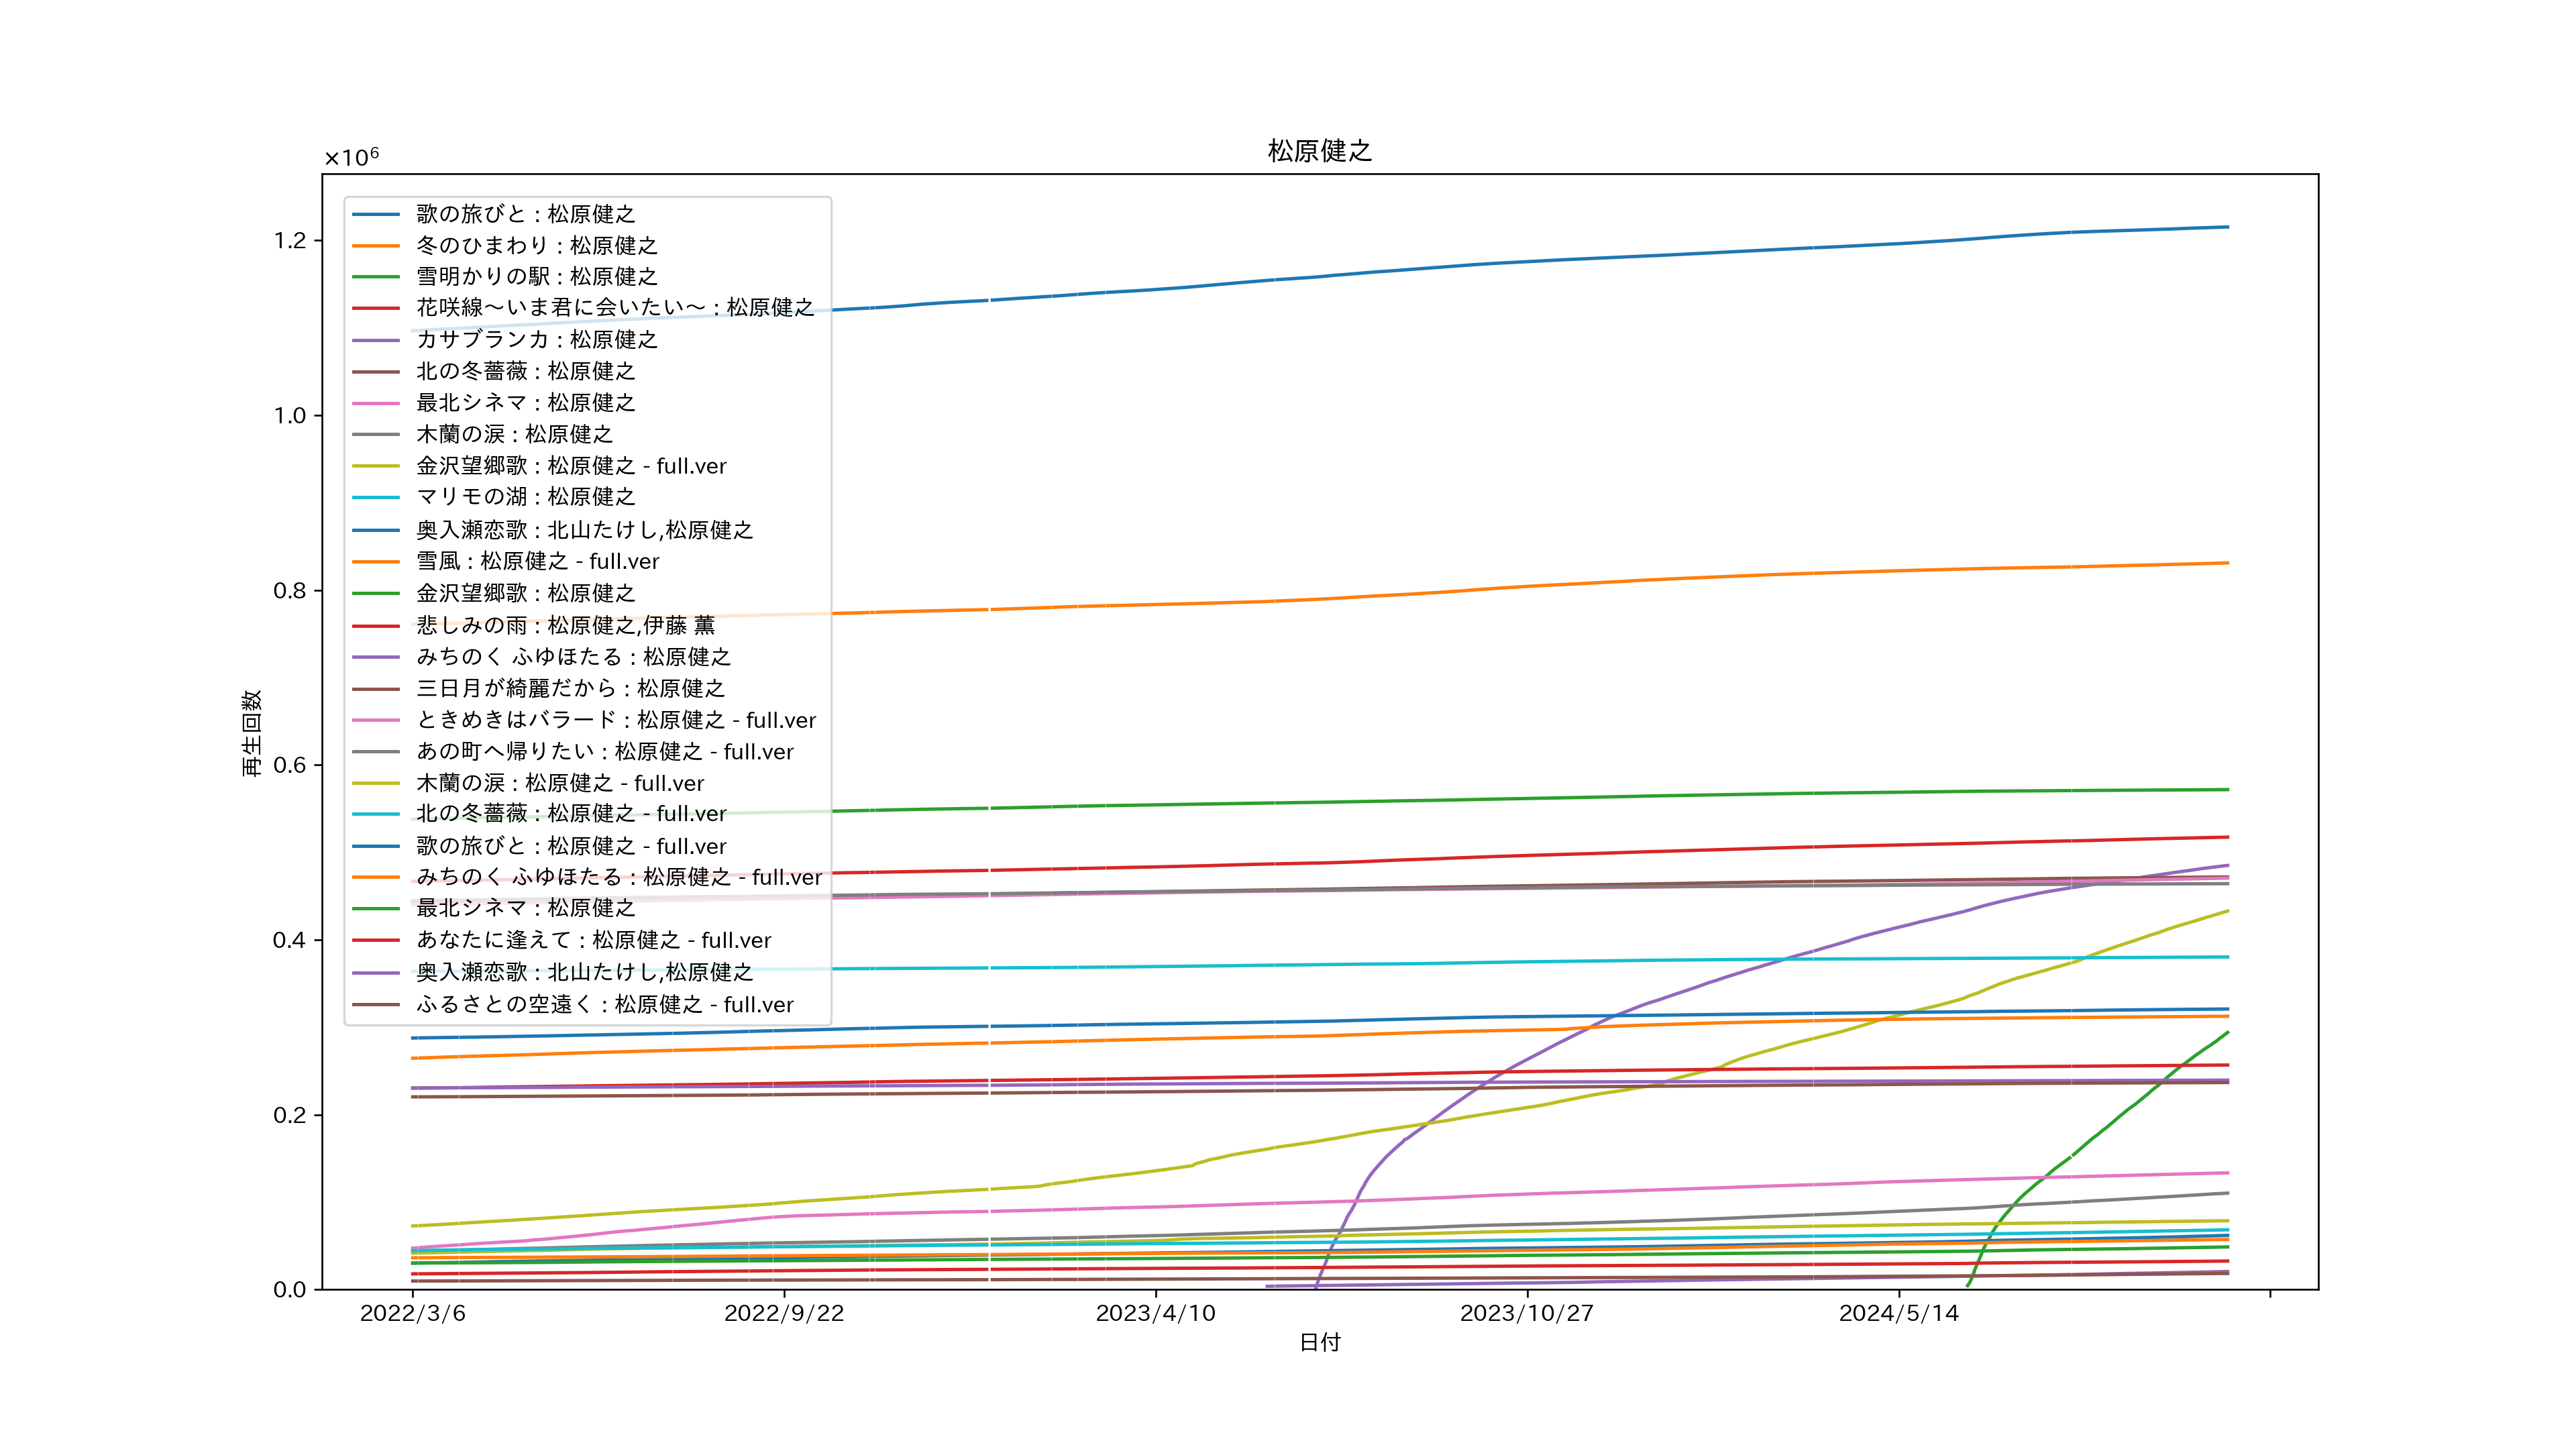 松原健之
×10⁶
歌の旅びと : 松原健之
冬のひまわり : 松原健之
雪明かりの駅 : 松原健之
花咲線～いま君に会いたい～ : 松原健之
カサブランカ : 松原健之
北の冬薔薇 : 松原健之
最北シネマ : 松原健之
木蘭の涙 : 松原健之
金沢望郷歌 : 松原健之 - full.ver
マリモの湖 : 松原健之
奥入瀬恋歌 : 北山たけし,松原健之
雪風 : 松原健之 - full.ver
金沢望郷歌 : 松原健之
悲しみの雨 : 松原健之,伊藤 薫
みちのく ふゆほたる : 松原健之
三日月が綺麗だから : 松原健之
ときめきはバラード : 松原健之 - full.ver
あの町へ帰りたい : 松原健之 - full.ver
木蘭の涙 : 松原健之 - full.ver
北の冬薔薇 : 松原健之 - full.ver
歌の旅びと : 松原健之 - full.ver
みちのく ふゆほたる : 松原健之 - full.ver
最北シネマ : 松原健之
あなたに逢えて : 松原健之 - full.ver
奥入瀬恋歌 : 北山たけし,松原健之
ふるさとの空遠く : 松原健之 - full.ver
1.2
1.0
0.8
0.6
0.4
0.2
0.0
再生回数
2022/3/6
2022/9/22
2023/4/10
2023/10/27
2024/5/14
日付